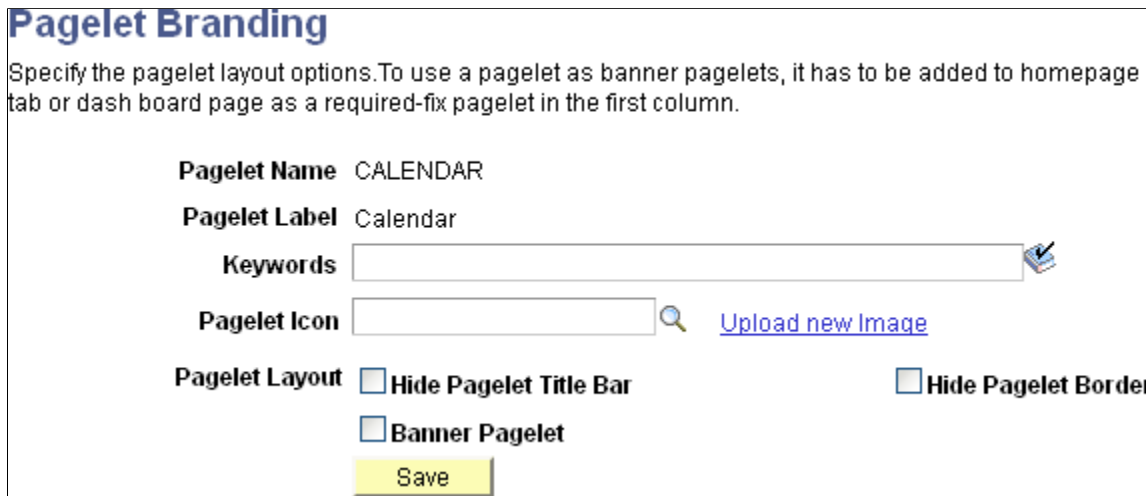 Pagelet Branding
Specify the pagelet layout options.To use a pagelet as banner pagelets, it has to be added to homepage
tab or dash board page as a required-fix pagelet in the first column.
Pagelet Name CALENDAR
Pagelet Label Calendar
Keywords
Pagelet Icon Upload new Image
Pagelet Layout Hide Pagelet Title Bar Hide Pagelet Border
Banner Pagelet
Save